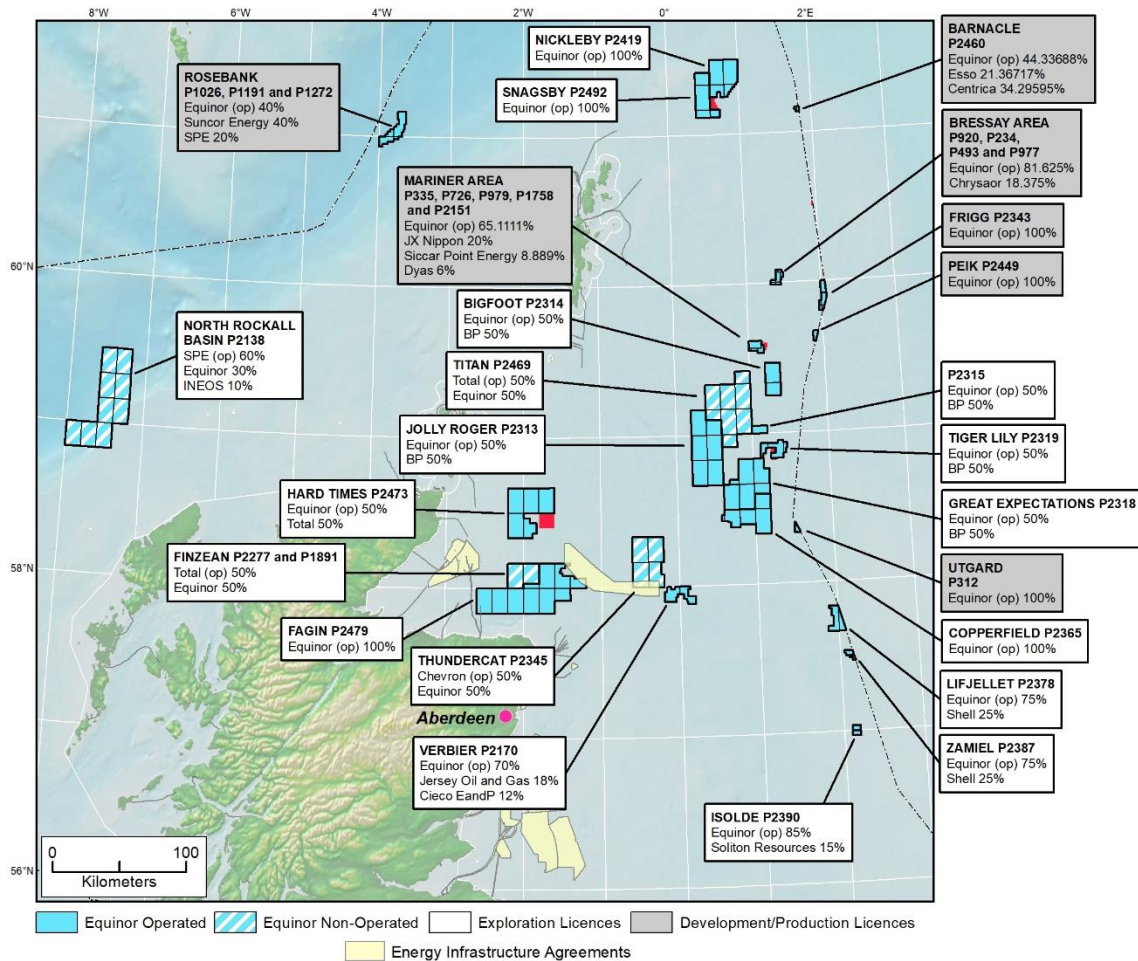 8°W
6°W
4°W
2°W
0°
2°E
NICKLEBY P2419
Equinor (op) 100%
SNAGSBY P2492
Equinor (op) 100%
ROSEBANK
P1026, P1191 and P1272
Equinor (op) 40%
Suncor Energy 40%
SPE 20%
MARINER AREA
P335, P726, P979, P1758
and P2151
Equinor (op) 65.1111%
JX Nippon 20%
Siccar Point Energy 8.889%
Dyas 6%
BARNACLE
P2460
Equinor (op) 44.33688%
Esso 21.36717%
Centrica 34.29595%
BRESSAY AREA
P920, P234,
P493 and P977
Equinor (op) 81.625%
Chrysaor 18.375%
FRIGG P2343
Equinor (op) 100%
PEIK P2449
Equinor (op) 100%
60°N
BIGFOOT P2314
Equinor (op) 50%
BP 50%
NORTH ROCKALL
BASIN P2138
SPE (op) 60%
Equinor 30%
INEOS 10%
TITAN P2469
Total (op) 50%
Equinor 50%
JOLLY ROGER P2313
Equinor (op) 50%
BP 50%
P2315
Equinor (op) 50%
BP 50%
TIGER LILY P2319
Equinor (op) 50%
BP 50%
HARD TIMES P2473
Equinor (op) 50%
Total 50%
GREAT EXPECTATIONS P2318
Equinor (op) 50%
BP 50%
FINZEAN P2277 and P1891
Total (op) 50%
Equinor 50%
58°N
UTGARD
P312
Equinor (op) 100%
FAGIN P2479
Equinor (op) 100%
COPPERFIELD P2365
Equinor (op) 100%
THUNDERCAT P2345
Chevron (op) 50%
Equinor 50%
LIFJELLET P2378
Equinor (op) 75%
Shell 25%
Aberdeen
VERBIER P2170
Equinor (op) 70%
Jersey Oil and Gas 18%
Cieco EandP 12%
ZAMIEL P2387
Equinor (op) 75%
Shell 25%
ISOLDE P2390
Equinor (op) 85%
Soliton Resources 15%
0 100
Kilometers
56°N
Equinor Operated
Equinor Non-Operated
Exploration Licences
Development/Production Licences
Energy Infrastructure Agreements